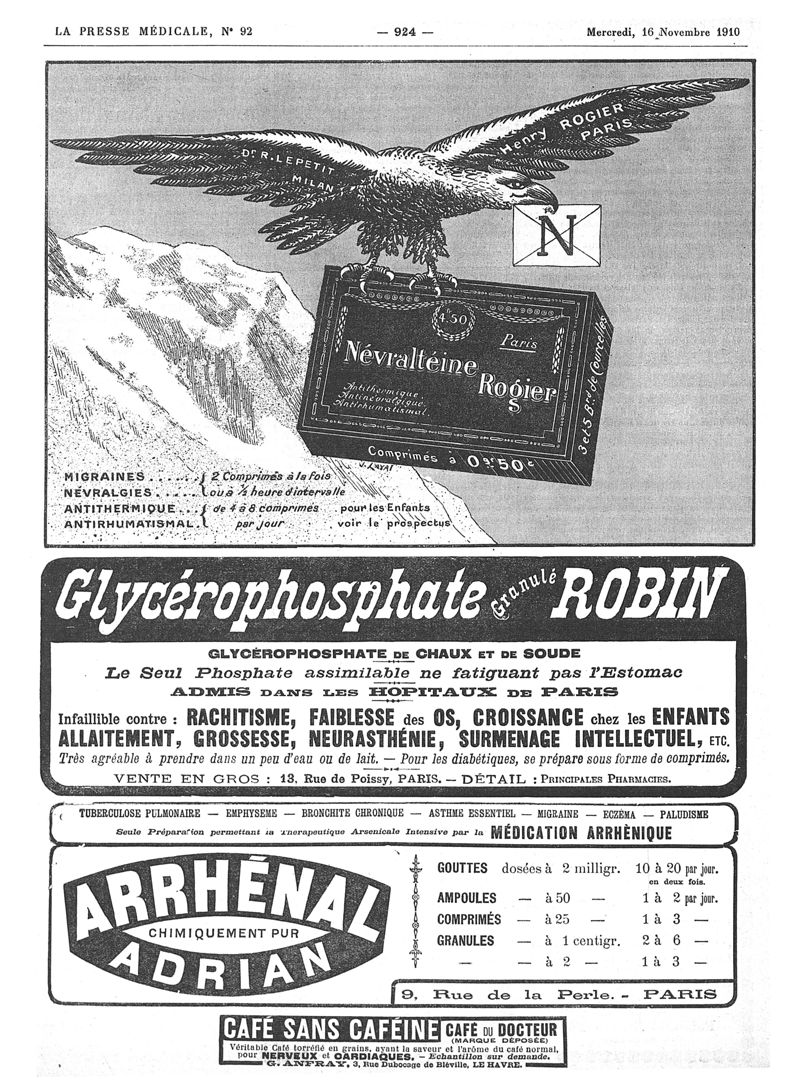 LA PRESSE MÉDICALE, N° 92 — 924 — Mercredi, 16 Novembre 1910
Dr R. LEPETIT
MILAN
Henry ROGIER
PARIS
N
4 fr 50
Paris
Névraltéine
Rogier
Antithermique
Antinévralgique
Antirhumatismal.
Comprimés à 0gr50c
3 et 5 Brd de Courcelles
J. LAVAL
MIGRAINES ...... { 2 Comprimés à la fois
NÉVRALGIES ..... { ou à ½ heure d'intervalle
ANTITHERMIQUE ... { de 4 à 8 comprimés pour les Enfants
ANTIRHUMATISMAL. { par jour voir le prospectus
Glycérophosphate Granulé ROBIN
GLYCÉROPHOSPHATE DE CHAUX ET DE SOUDE
Le Seul Phosphate assimilable ne fatiguant pas l'Estomac
ADMIS DANS LES HOPITAUX DE PARIS
Infaillible contre : RACHITISME, FAIBLESSE des OS, CROISSANCE chez les ENFANTS
ALLAITEMENT, GROSSESSE, NEURASTHÉNIE, SURMENAGE INTELLECTUEL, ETC.
Très agréable à prendre dans un peu d'eau ou de lait. — Pour les diabétiques, se prépare sous forme de comprimés.
VENTE EN GROS : 13, Rue de Poissy, PARIS. — DÉTAIL : PRINCIPALES PHARMACIES.
TUBERCULOSE PULMONAIRE — EMPHYSEME — BRONCHITE CHRONIQUE — ASTHME ESSENTIEL — MIGRAINE — ECZÉMA — PALUDISME
Seule Préparation permettant la Thérapeutique Arsenicale Intensive par la MÉDICATION ARRHÈNIQUE
ARRHÉNAL
CHIMIQUEMENT PUR
ADRIAN
GOUTTES dosées à 2 milligr. 10 à 20 par jour.
en deux fois.
AMPOULES — à 50 — 1 à 2 par jour.
COMPRIMÉS — à 25 — 1 à 3 —
GRANULES — à 1 centigr. 2 à 6 —
— — à 2 — 1 à 3 —
9, Rue de la Perle. - PARIS
CAFÉ SANS CAFÉINE CAFÉ DU DOCTEUR
(MARQUE DÉPOSÉE)
Véritable Café torréfié en grains, ayant la saveur et l'arôme du café normal,
pour NERVEUX et CARDIAQUES. - Echantillon sur demande.
G. ANFRAY, 3, Rue Dubocage de Bléville, LE HAVRE.